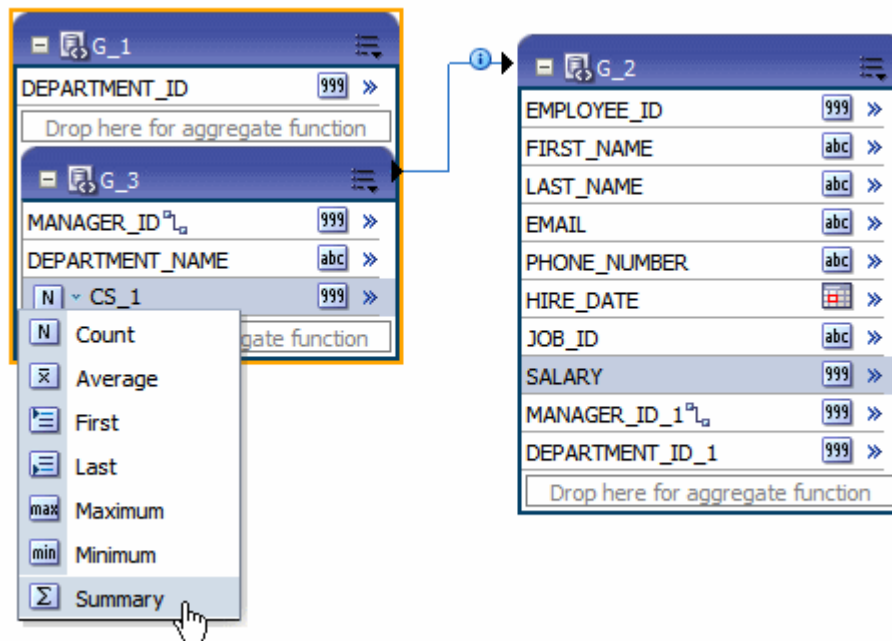 G_1
DEPARTMENT_ID 999 »
Drop here for aggregate function
G_3
MANAGER_ID 999 »
DEPARTMENT_NAME abc »
N CS_1 999 »
gate function
N Count
x̄ Average
First
Last
max Maximum
min Minimum
Σ Summary
i
G_2
EMPLOYEE_ID 999 »
FIRST_NAME abc »
LAST_NAME abc »
EMAIL abc »
PHONE_NUMBER abc »
HIRE_DATE »
JOB_ID abc »
SALARY 999 »
MANAGER_ID_1 999 »
DEPARTMENT_ID_1 999 »
Drop here for aggregate function